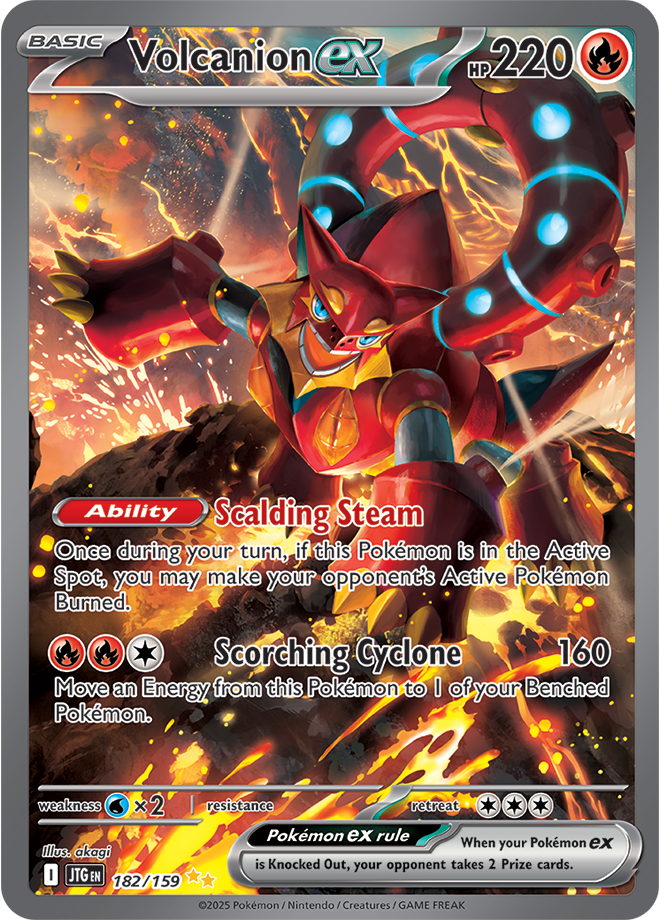 BASIC Volcanion ex HP 220
Ability Scalding Steam
Once during your turn, if this Pokémon is in the Active
Spot, you may make your opponent's Active Pokémon
Burned.
Scorching Cyclone 160
Move an Energy from this Pokémon to 1 of your Benched
Pokémon.
weakness ×2 resistance retreat
Illus. akagi
Pokémon ex rule When your Pokémon ex
is Knocked Out, your opponent takes 2 Prize cards.
I JTG EN 182/159
©2025 Pokémon / Nintendo / Creatures / GAME FREAK